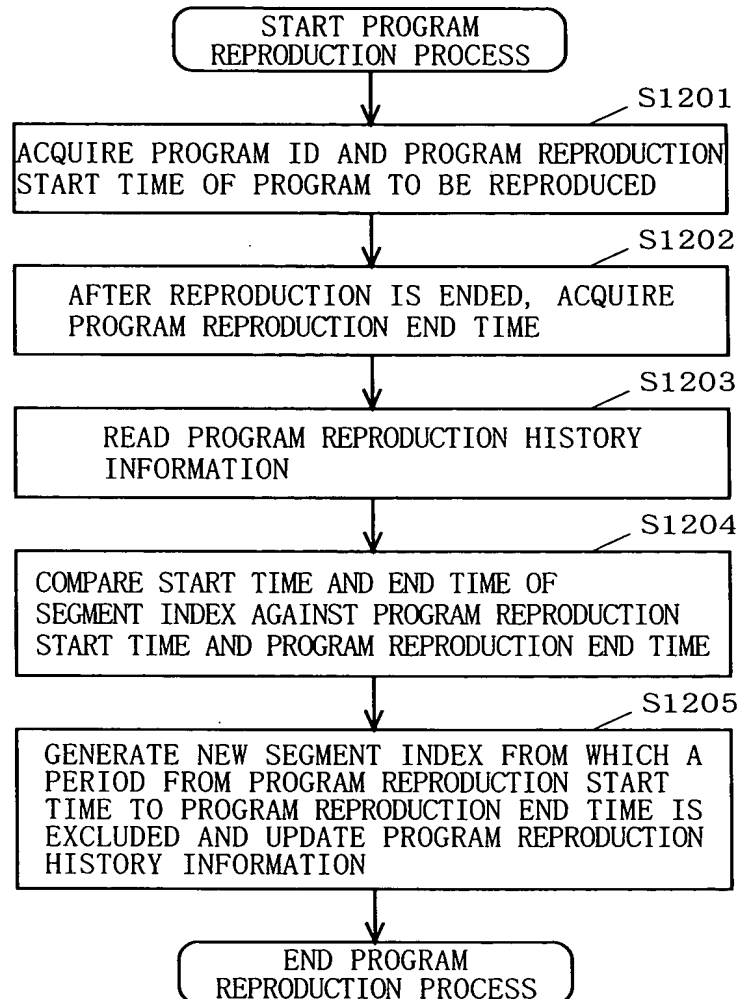 START PROGRAM
REPRODUCTION PROCESS
S1201
ACQUIRE PROGRAM ID AND PROGRAM REPRODUCTION
START TIME OF PROGRAM TO BE REPRODUCED
S1202
AFTER REPRODUCTION IS ENDED, ACQUIRE
PROGRAM REPRODUCTION END TIME
S1203
READ PROGRAM REPRODUCTION HISTORY
INFORMATION
S1204
COMPARE START TIME AND END TIME OF
SEGMENT INDEX AGAINST PROGRAM REPRODUCTION
START TIME AND PROGRAM REPRODUCTION END TIME
S1205
GENERATE NEW SEGMENT INDEX FROM WHICH A
PERIOD FROM PROGRAM REPRODUCTION START
TIME TO PROGRAM REPRODUCTION END TIME IS
EXCLUDED AND UPDATE PROGRAM REPRODUCTION
HISTORY INFORMATION
END PROGRAM
REPRODUCTION PROCESS